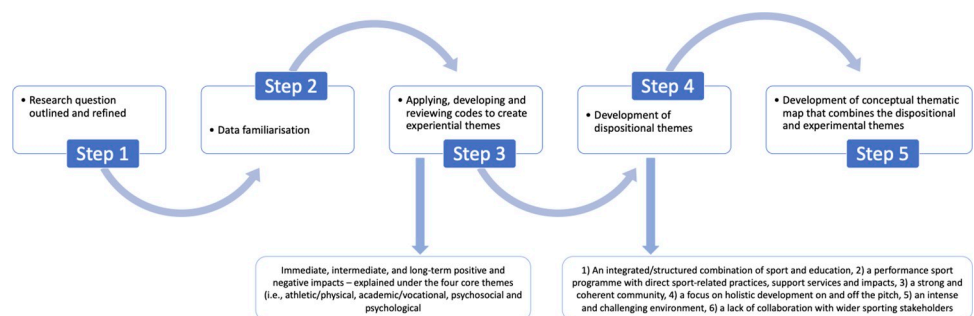 Step 2
Step 4
• Research question
outlined and refined
• Data familiarisation
• Applying, developing and
reviewing codes to create
experiential themes
• Development of
dispositional themes
• Development of conceptual thematic
map that combines the dispositional
and experimental themes
Step 1
Step 3
Step 5
Immediate, intermediate, and long-term positive and
negative impacts – explained under the four core themes
(i.e., athletic/physical, academic/vocational, psychosocial and
psychological
1) An integrated/structured combination of sport and education, 2) a performance sport
programme with direct sport-related practices, support services and impacts, 3) a strong and
coherent community, 4) a focus on holistic development on and off the pitch, 5) an intense
and challenging environment, 6) a lack of collaboration with wider sporting stakeholders